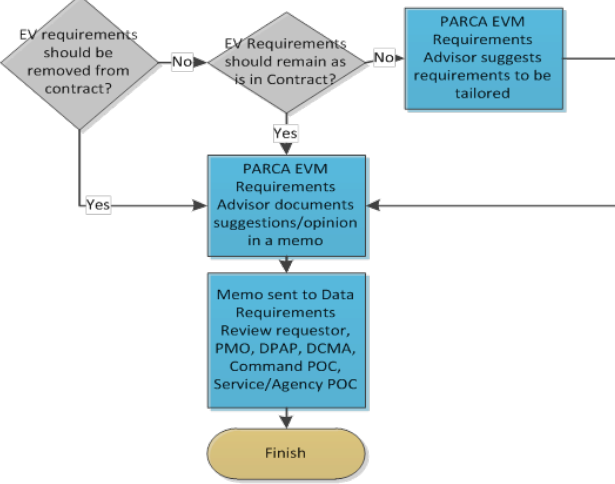 EV requirements
should be
removed from
contract?
No
EV Requirements
should remain as
is in Contract?
No
PARCA EVM
Requirements
Advisor suggests
requirements to be
tailored
Yes
Yes
PARCA EVM
Requirements
Advisor documents
suggestions/opinion
in a memo
Memo sent to Data
Requirements
Review requestor,
PMO, DPAP, DCMA,
Command POC,
Service/Agency POC
Finish